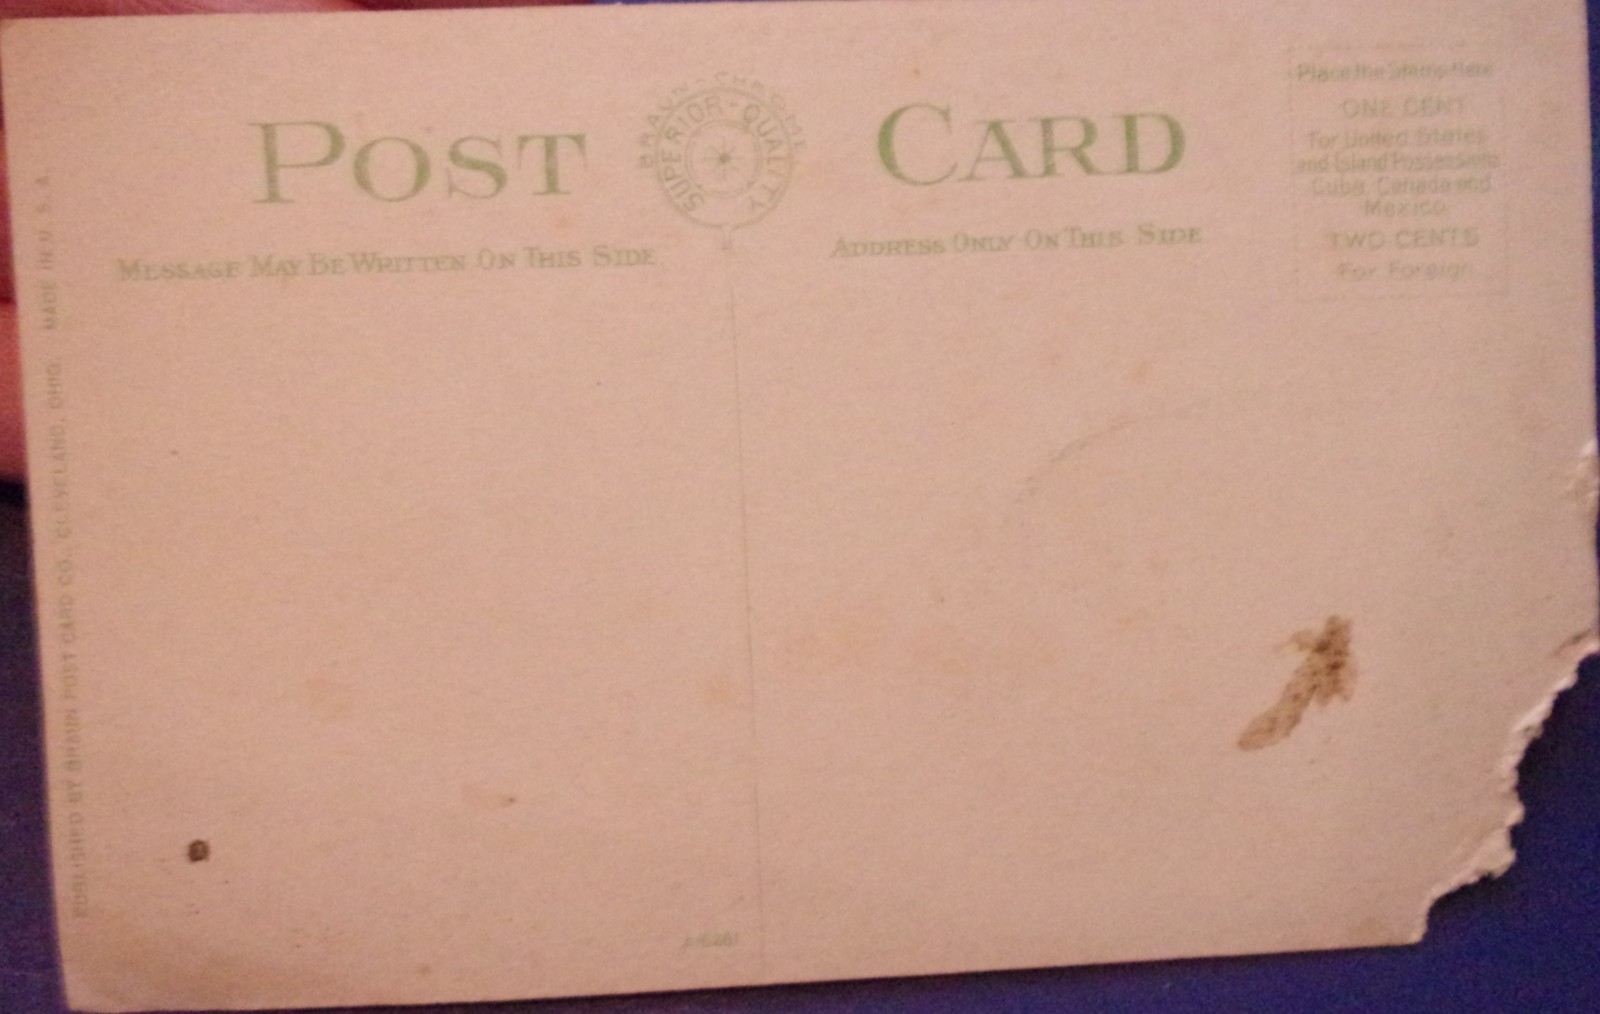 POST CARD
BRAUN-CHROME
SUPERIOR-QUALITY
MESSAGE MAY BE WRITTEN ON THIS SIDE
ADDRESS ONLY ON THIS SIDE
Place the Stamp Here
ONE CENT
For United States
and Island Possessions
Cuba, Canada and
Mexico.
TWO CENTS
For Foreign
PUBLISHED BY BRAUN POST CARD CO., CLEVELAND, OHIO. MADE IN U. S. A.